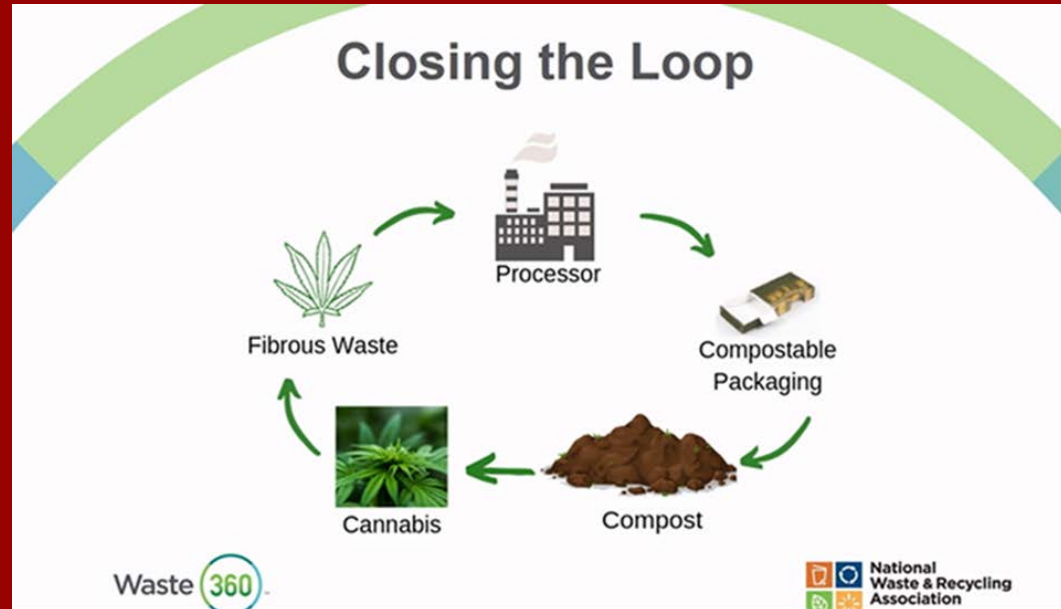 Closing the Loop
Processor
Fibrous Waste
Compostable
Packaging
Cannabis
Compost
Waste 360
National
Waste & Recycling
Association